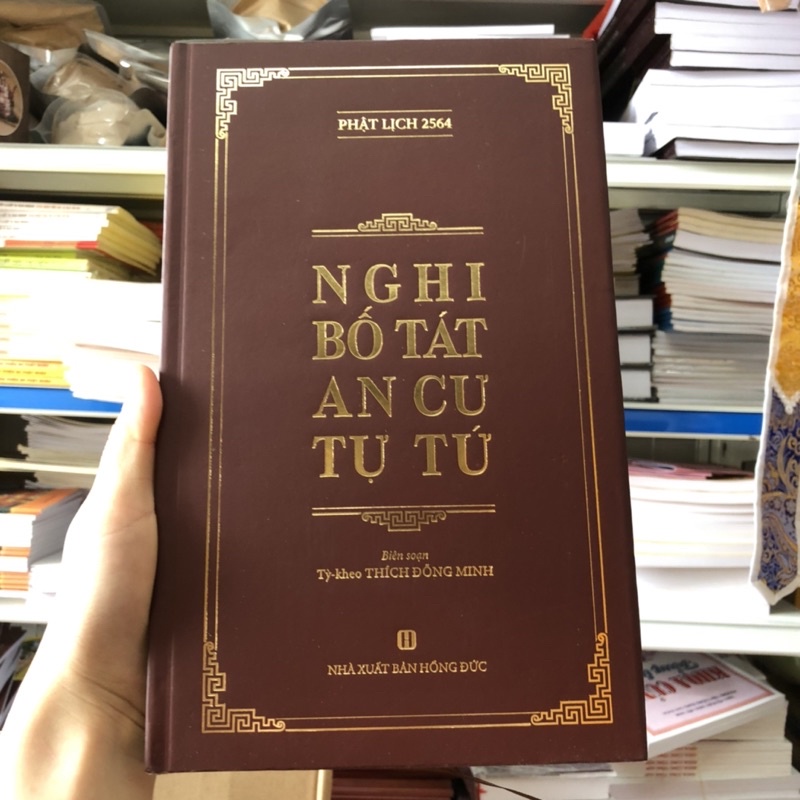 PHẬT LỊCH 2564
NGHI
BỐ TÁT
AN CƯ
TỰ TỨ
Biên soạn
Tỳ-kheo THÍCH ĐỒNG MINH
H
NHÀ XUẤT BẢN HỒNG ĐỨC